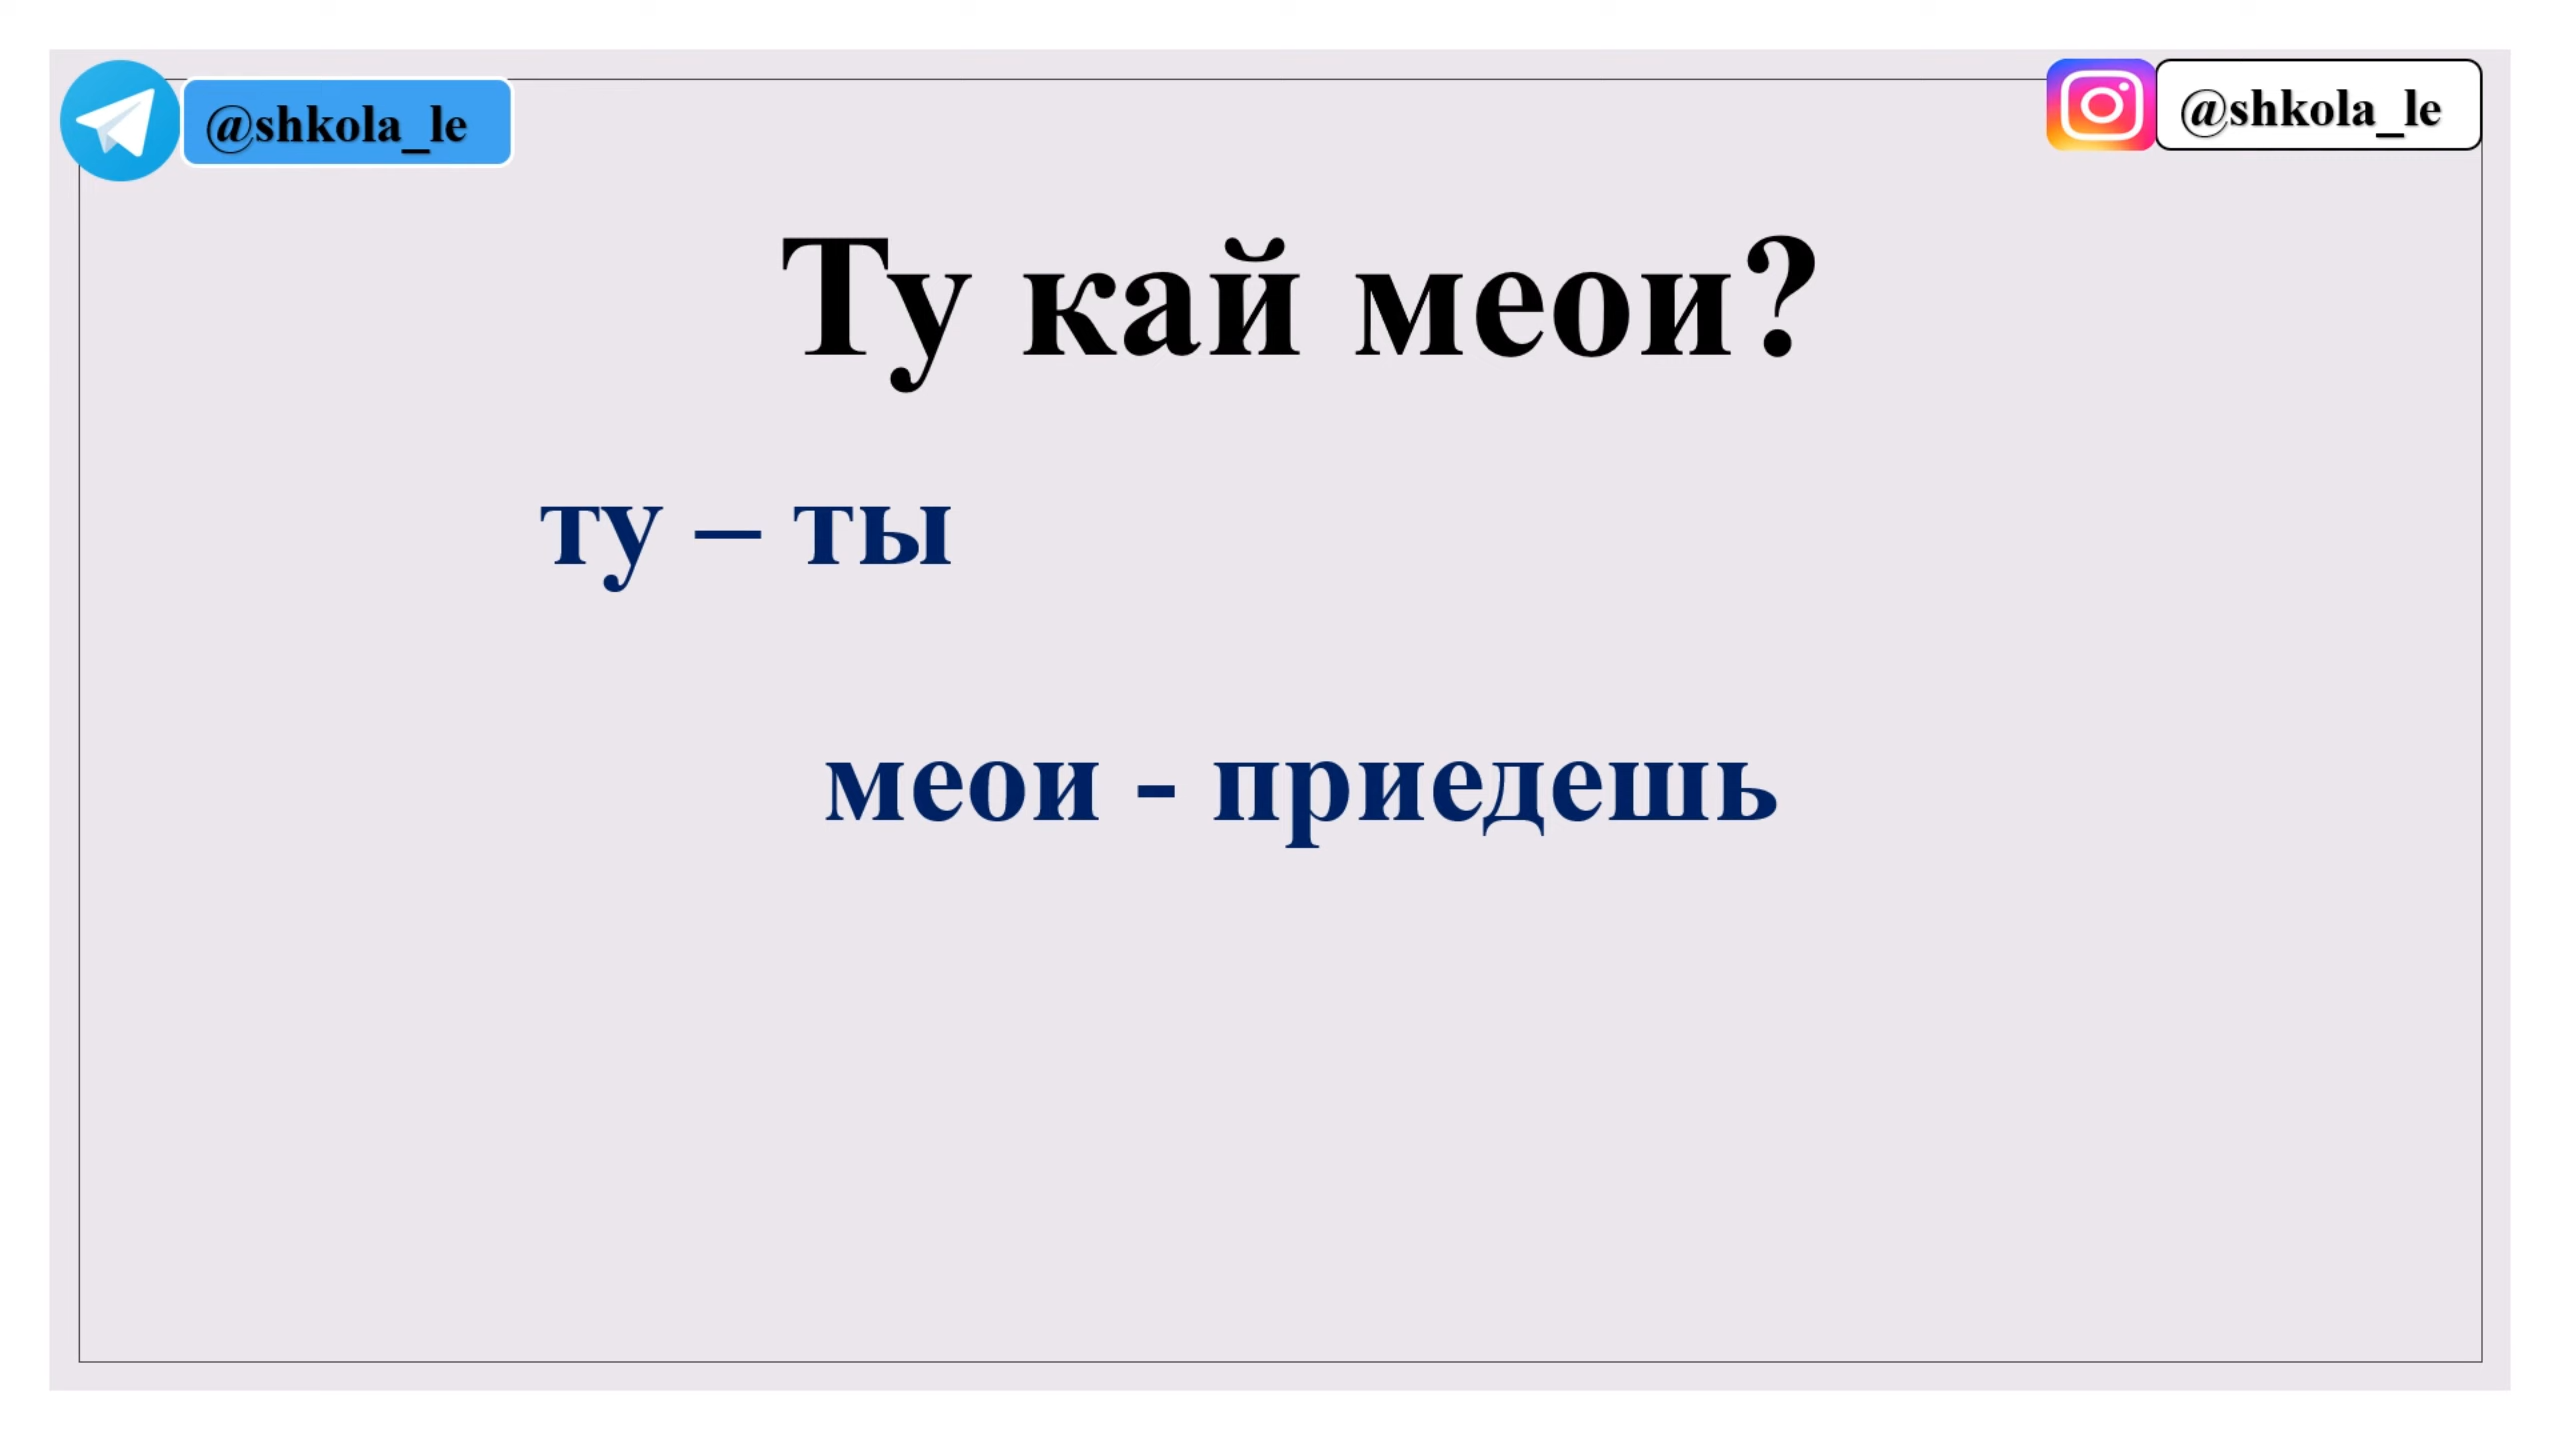 @shkola_le
@shkola_le
Ту кай меои?
ту – ты
меои - приедешь